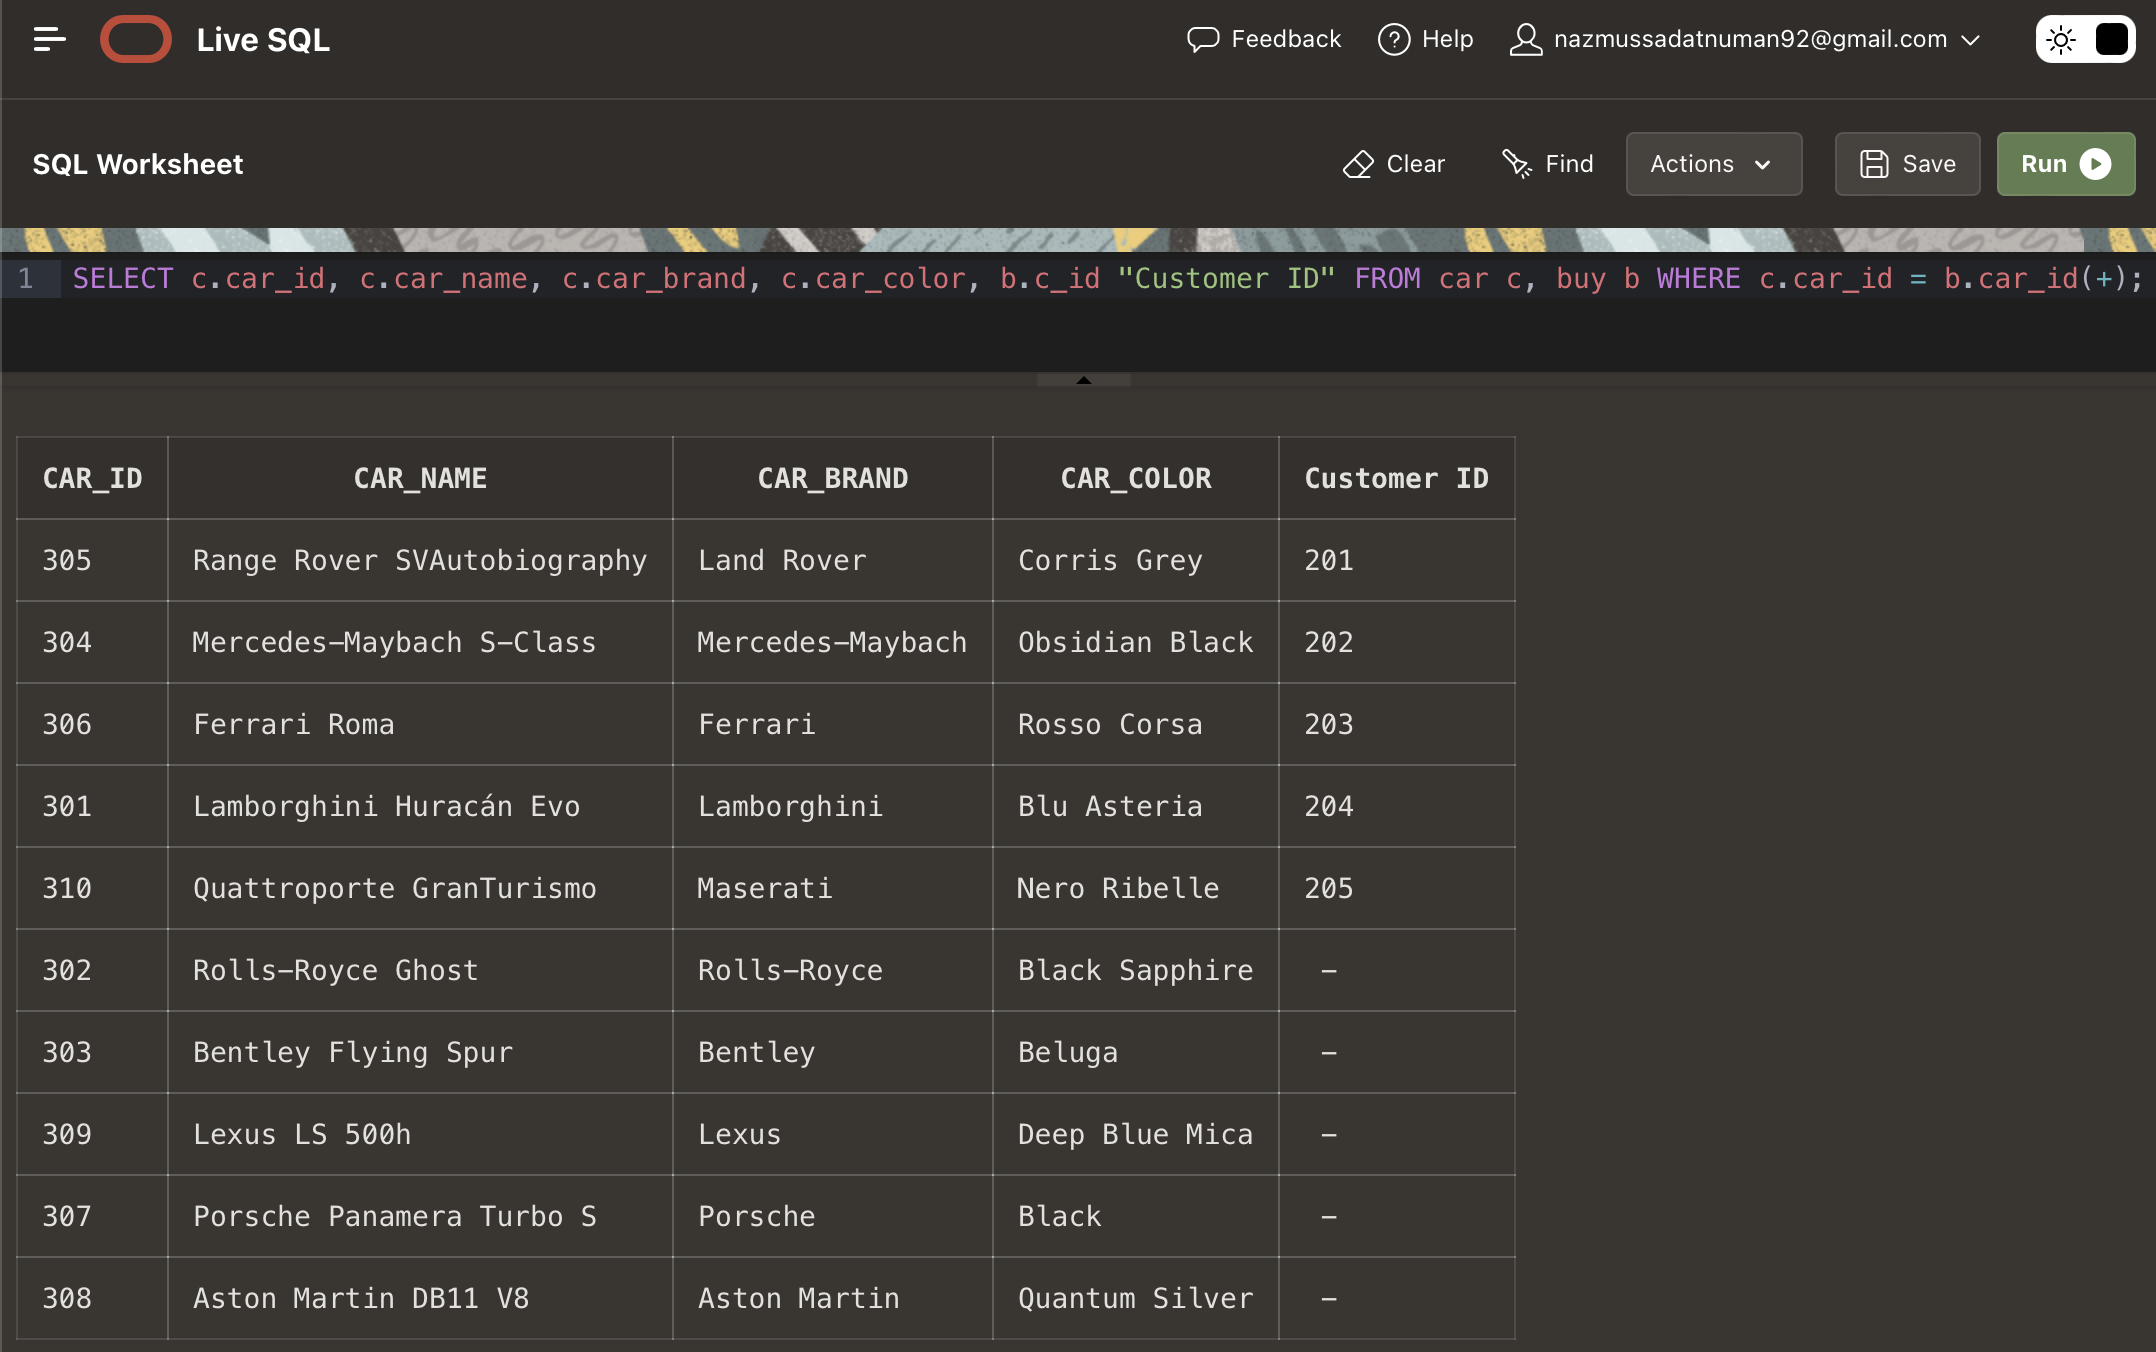 Live SQL Feedback Help nazmussadatnuman92@gmail.com
SQL Worksheet Clear Find Actions Save Run
1 SELECT c.car_id, c.car_name, c.car_brand, c.car_color, b.c_id "Customer ID" FROM car c, buy b WHERE c.car_id = b.car_id(+);
CAR_ID CAR_NAME CAR_BRAND CAR_COLOR Customer ID
305 Range Rover SVAutobiography Land Rover Corris Grey 201
304 Mercedes-Maybach S-Class Mercedes-Maybach Obsidian Black 202
306 Ferrari Roma Ferrari Rosso Corsa 203
301 Lamborghini Huracán Evo Lamborghini Blu Asteria 204
310 Quattroporte GranTurismo Maserati Nero Ribelle 205
302 Rolls-Royce Ghost Rolls-Royce Black Sapphire -
303 Bentley Flying Spur Bentley Beluga -
309 Lexus LS 500h Lexus Deep Blue Mica -
307 Porsche Panamera Turbo S Porsche Black -
308 Aston Martin DB11 V8 Aston Martin Quantum Silver -